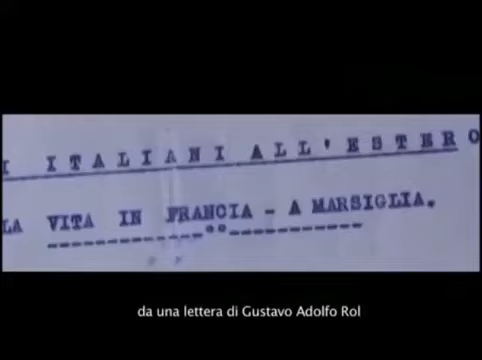 I ITALIANI ALL'ESTERO
LA VITA IN FRANCIA - A MARSIGLIA.
da una lettera di Gustavo Adolfo Rol